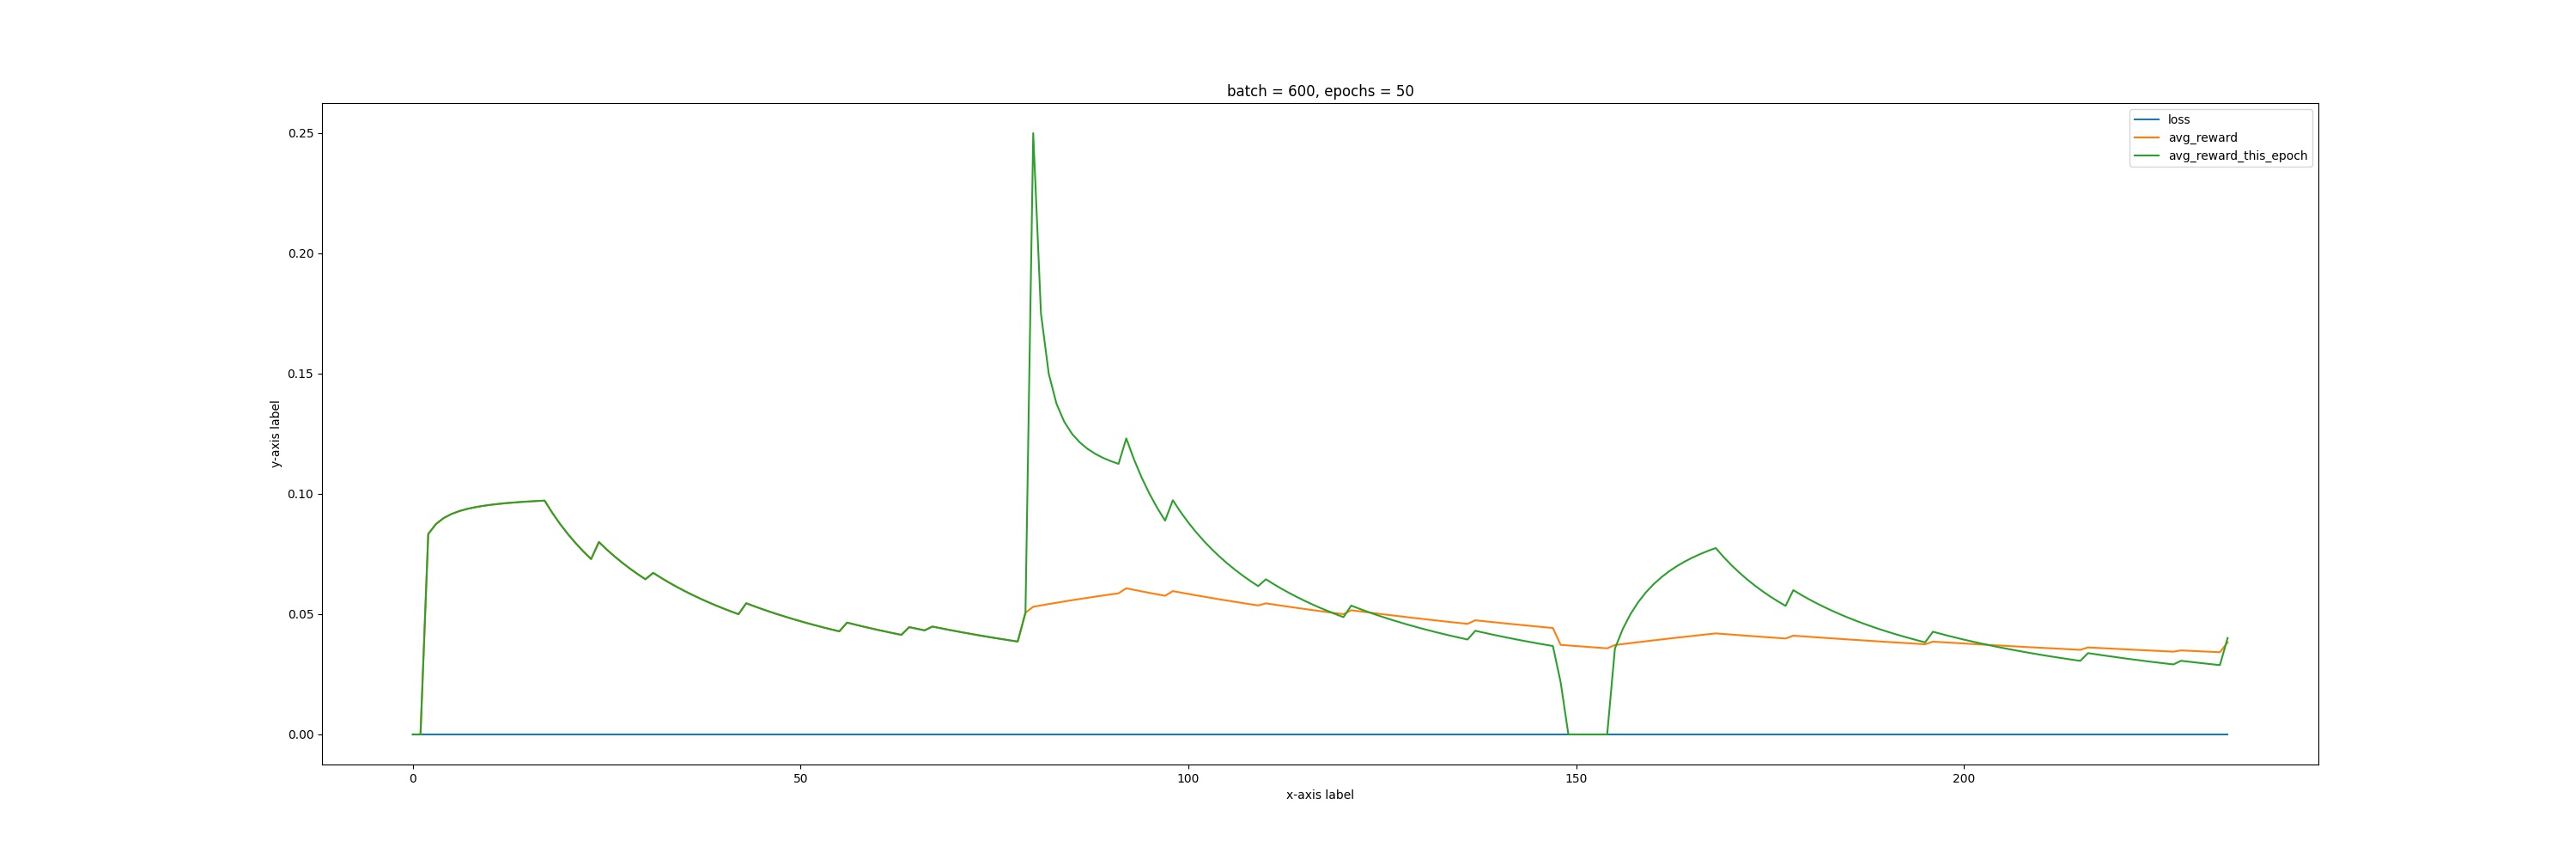 batch = 600, epochs = 50
loss
avg_reward
avg_reward_this_epoch
0.25
0.20
0.15
0.10
0.05
0.00
y-axis label
0
50
100
150
200
x-axis label